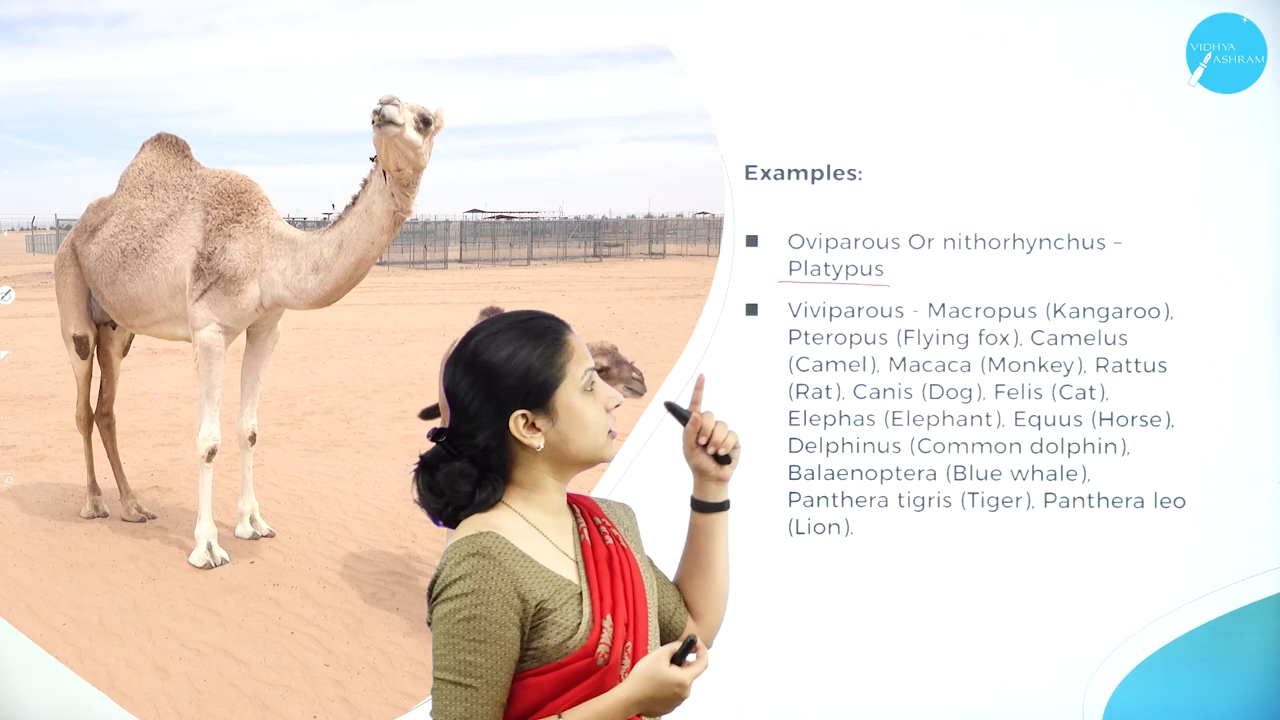 VIDHYA
ASHRAM
Examples:
Oviparous Or nithorhynchus –
Platypus
Viviparous - Macropus (Kangaroo),
Pteropus (Flying fox), Camelus
(Camel), Macaca (Monkey), Rattus
(Rat), Canis (Dog), Felis (Cat),
Elephas (Elephant), Equus (Horse),
Delphinus (Common dolphin),
Balaenoptera (Blue whale),
Panthera tigris (Tiger), Panthera leo
(Lion).